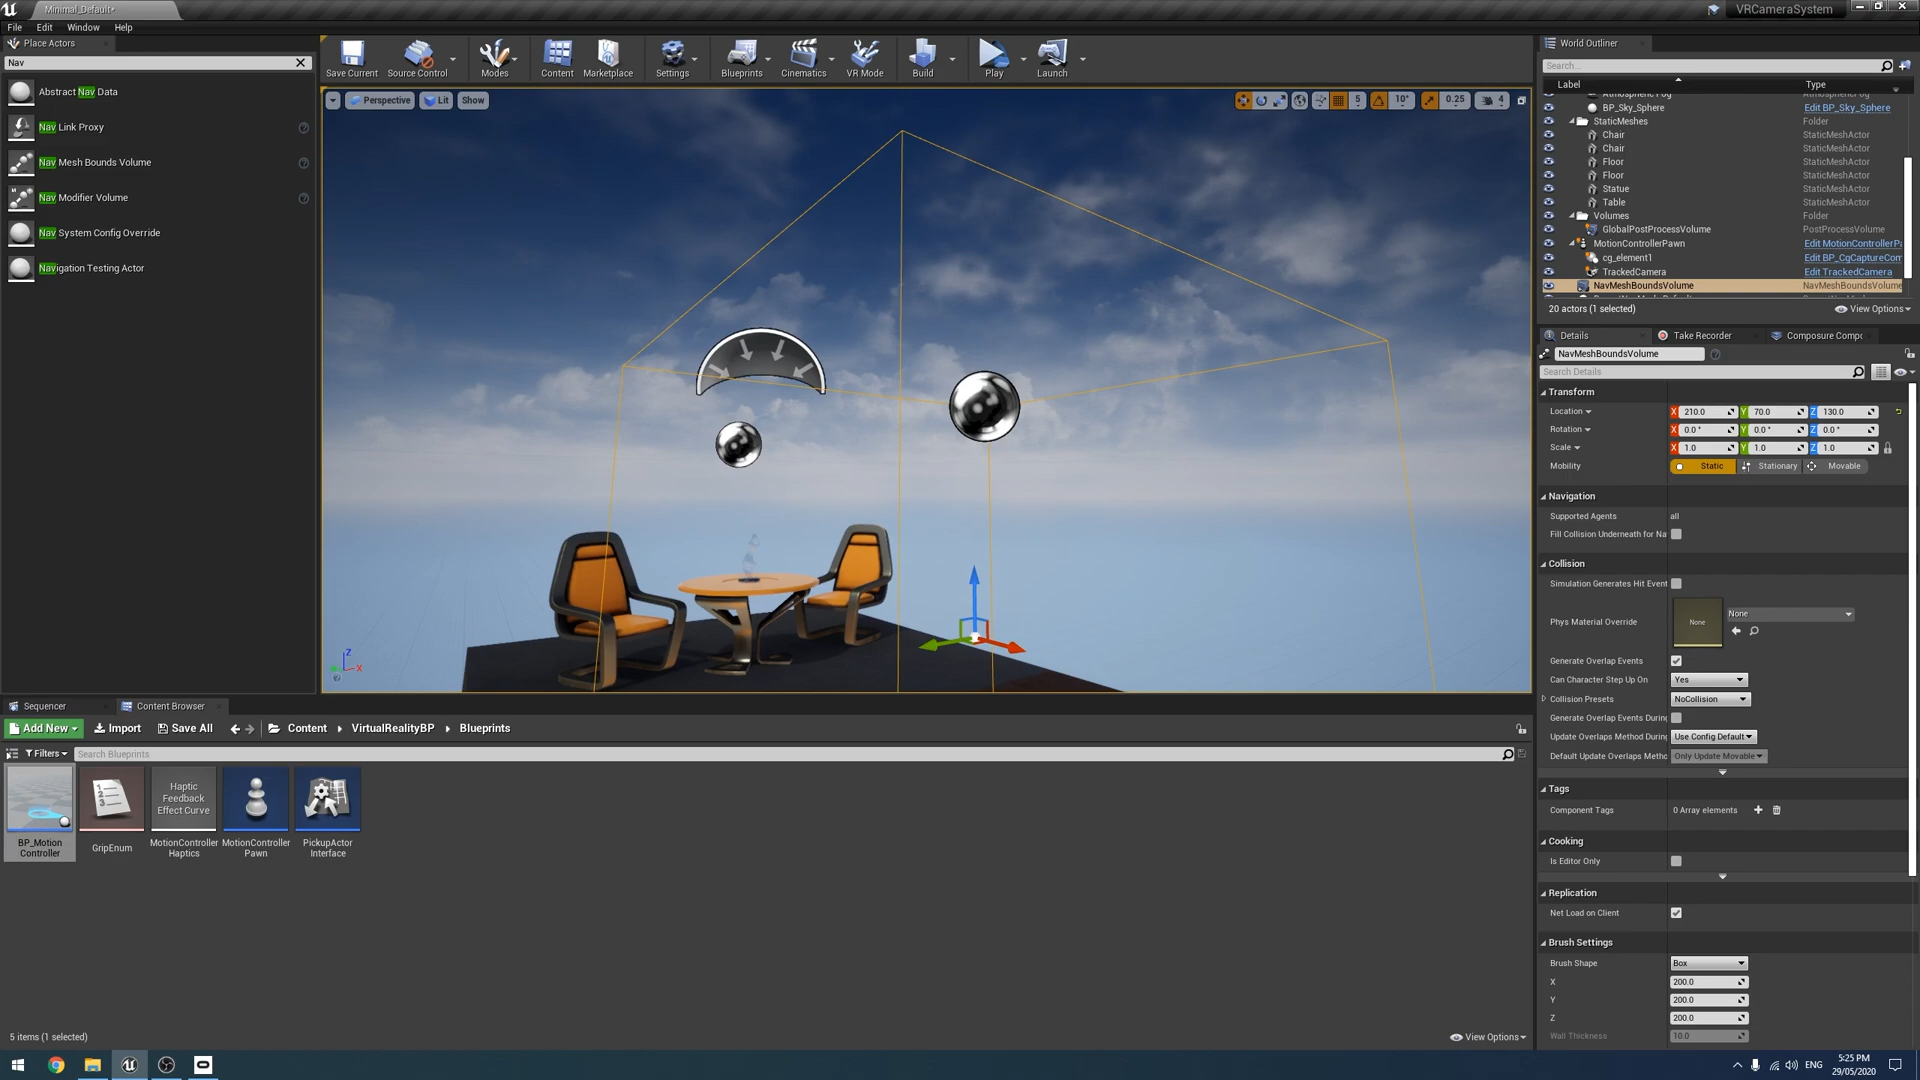 Minimal_Default*
VRCameraSystem
File Edit Window Help
Place Actors
Nav
Abstract Nav Data
Nav Link Proxy
Nav Mesh Bounds Volume
Nav Modifier Volume
Nav System Config Override
Navigation Testing Actor
Save Current
Source Control
Modes
Content
Marketplace
Settings
Blueprints
Cinematics
VR Mode
Build
Play
Launch
Perspective
Lit
Show
5
10°
0.25
4
Z
X
World Outliner
Search...
Label Type
BP_Sky_Sphere Edit BP_Sky_Sphere
StaticMeshes Folder
Chair StaticMeshActor
Chair StaticMeshActor
Floor StaticMeshActor
Floor StaticMeshActor
Statue StaticMeshActor
Table StaticMeshActor
Volumes Folder
GlobalPostProcessVolume PostProcessVolume
MotionControllerPawn Edit MotionControllerPa
cg_element1 Edit BP_CgCaptureCom
TrackedCamera Edit TrackedCamera
NavMeshBoundsVolume NavMeshBoundsVolume
20 actors (1 selected)
View Options
Details
Take Recorder
Composure Compo
NavMeshBoundsVolume
Search Details
Transform
Location X 210.0 Y 70.0 Z 130.0
Rotation X 0.0 ° Y 0.0 ° Z 0.0 °
Scale X 1.0 Y 1.0 Z 1.0
Mobility Static Stationary Movable
Navigation
Supported Agents all
Fill Collision Underneath for Na
Collision
Simulation Generates Hit Event
Phys Material Override None None
Generate Overlap Events
Can Character Step Up On Yes
Collision Presets NoCollision
Generate Overlap Events During
Update Overlaps Method During Use Config Default
Default Update Overlaps Metho Only Update Movable
Tags
Component Tags 0 Array elements
Cooking
Is Editor Only
Replication
Net Load on Client
Brush Settings
Brush Shape Box
X 200.0
Y 200.0
Z 200.0
Wall Thickness 10.0
Sequencer
Content Browser
Add New
Import
Save All
Content
VirtualRealityBP
Blueprints
Filters
Search Blueprints
1
2
3
Haptic
Feedback
Effect Curve
BP_Motion
Controller
GripEnum
MotionController
Haptics
MotionController
Pawn
PickupActor
Interface
5 items (1 selected)
View Options
ENG
5:25 PM
29/05/2020